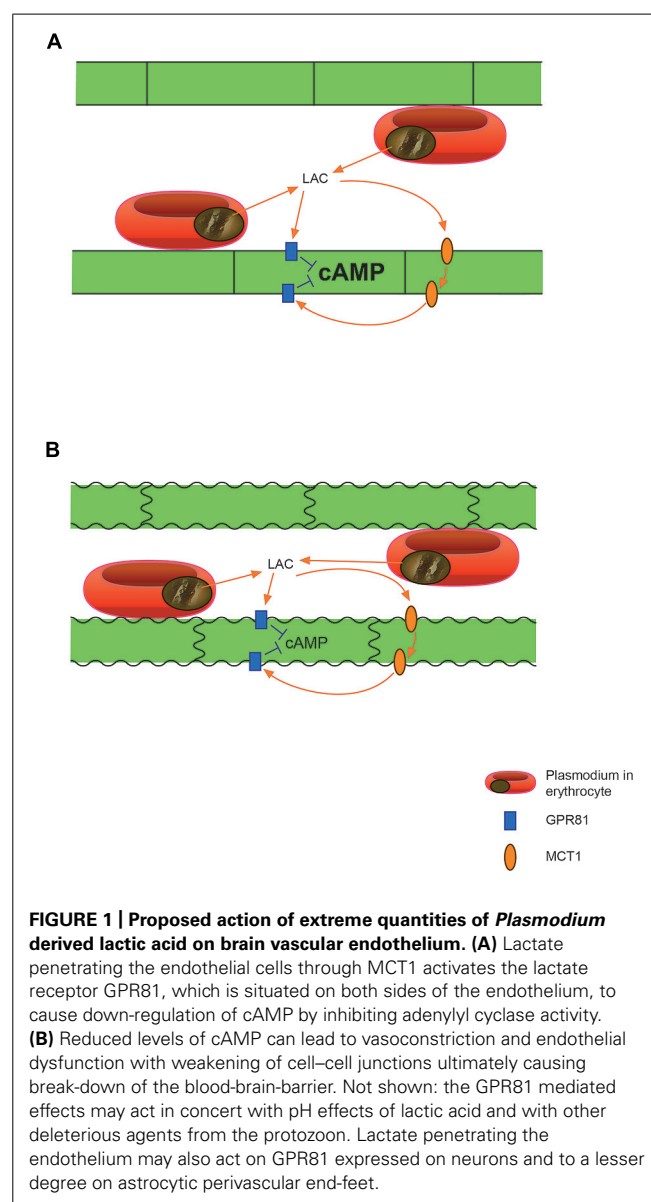 A
LAC
cAMP
B
LAC
cAMP
Plasmodium in
erythrocyte
GPR81
MCT1
FIGURE 1 | Proposed action of extreme quantities of Plasmodium
derived lactic acid on brain vascular endothelium. (A) Lactate
penetrating the endothelial cells through MCT1 activates the lactate
receptor GPR81, which is situated on both sides of the endothelium, to
cause down-regulation of cAMP by inhibiting adenylyl cyclase activity.
(B) Reduced levels of cAMP can lead to vasoconstriction and endothelial
dysfunction with weakening of cell–cell junctions ultimately causing
break-down of the blood-brain-barrier. Not shown: the GPR81 mediated
effects may act in concert with pH effects of lactic acid and with other
deleterious agents from the protozoon. Lactate penetrating the
endothelium may also act on GPR81 expressed on neurons and to a lesser
degree on astrocytic perivascular end-feet.